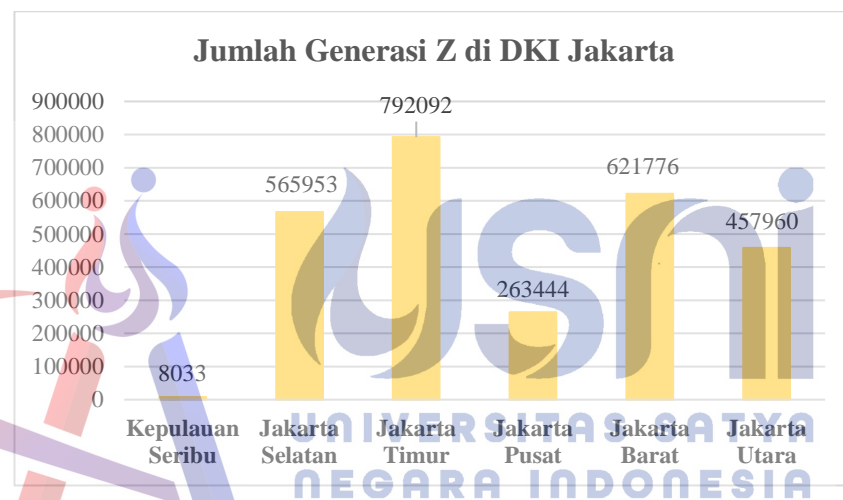 Jumlah Generasi Z di DKI Jakarta
900000
800000
700000
600000
500000
400000
300000
200000
100000
0
8033
565953
792092
263444
621776
457960
Kepulauan Seribu
Jakarta Selatan
Jakarta Timur
Jakarta Pusat
Jakarta Barat
Jakarta Utara
usni
UNIVERSITAS SATYA
NEGARA INDONESIA